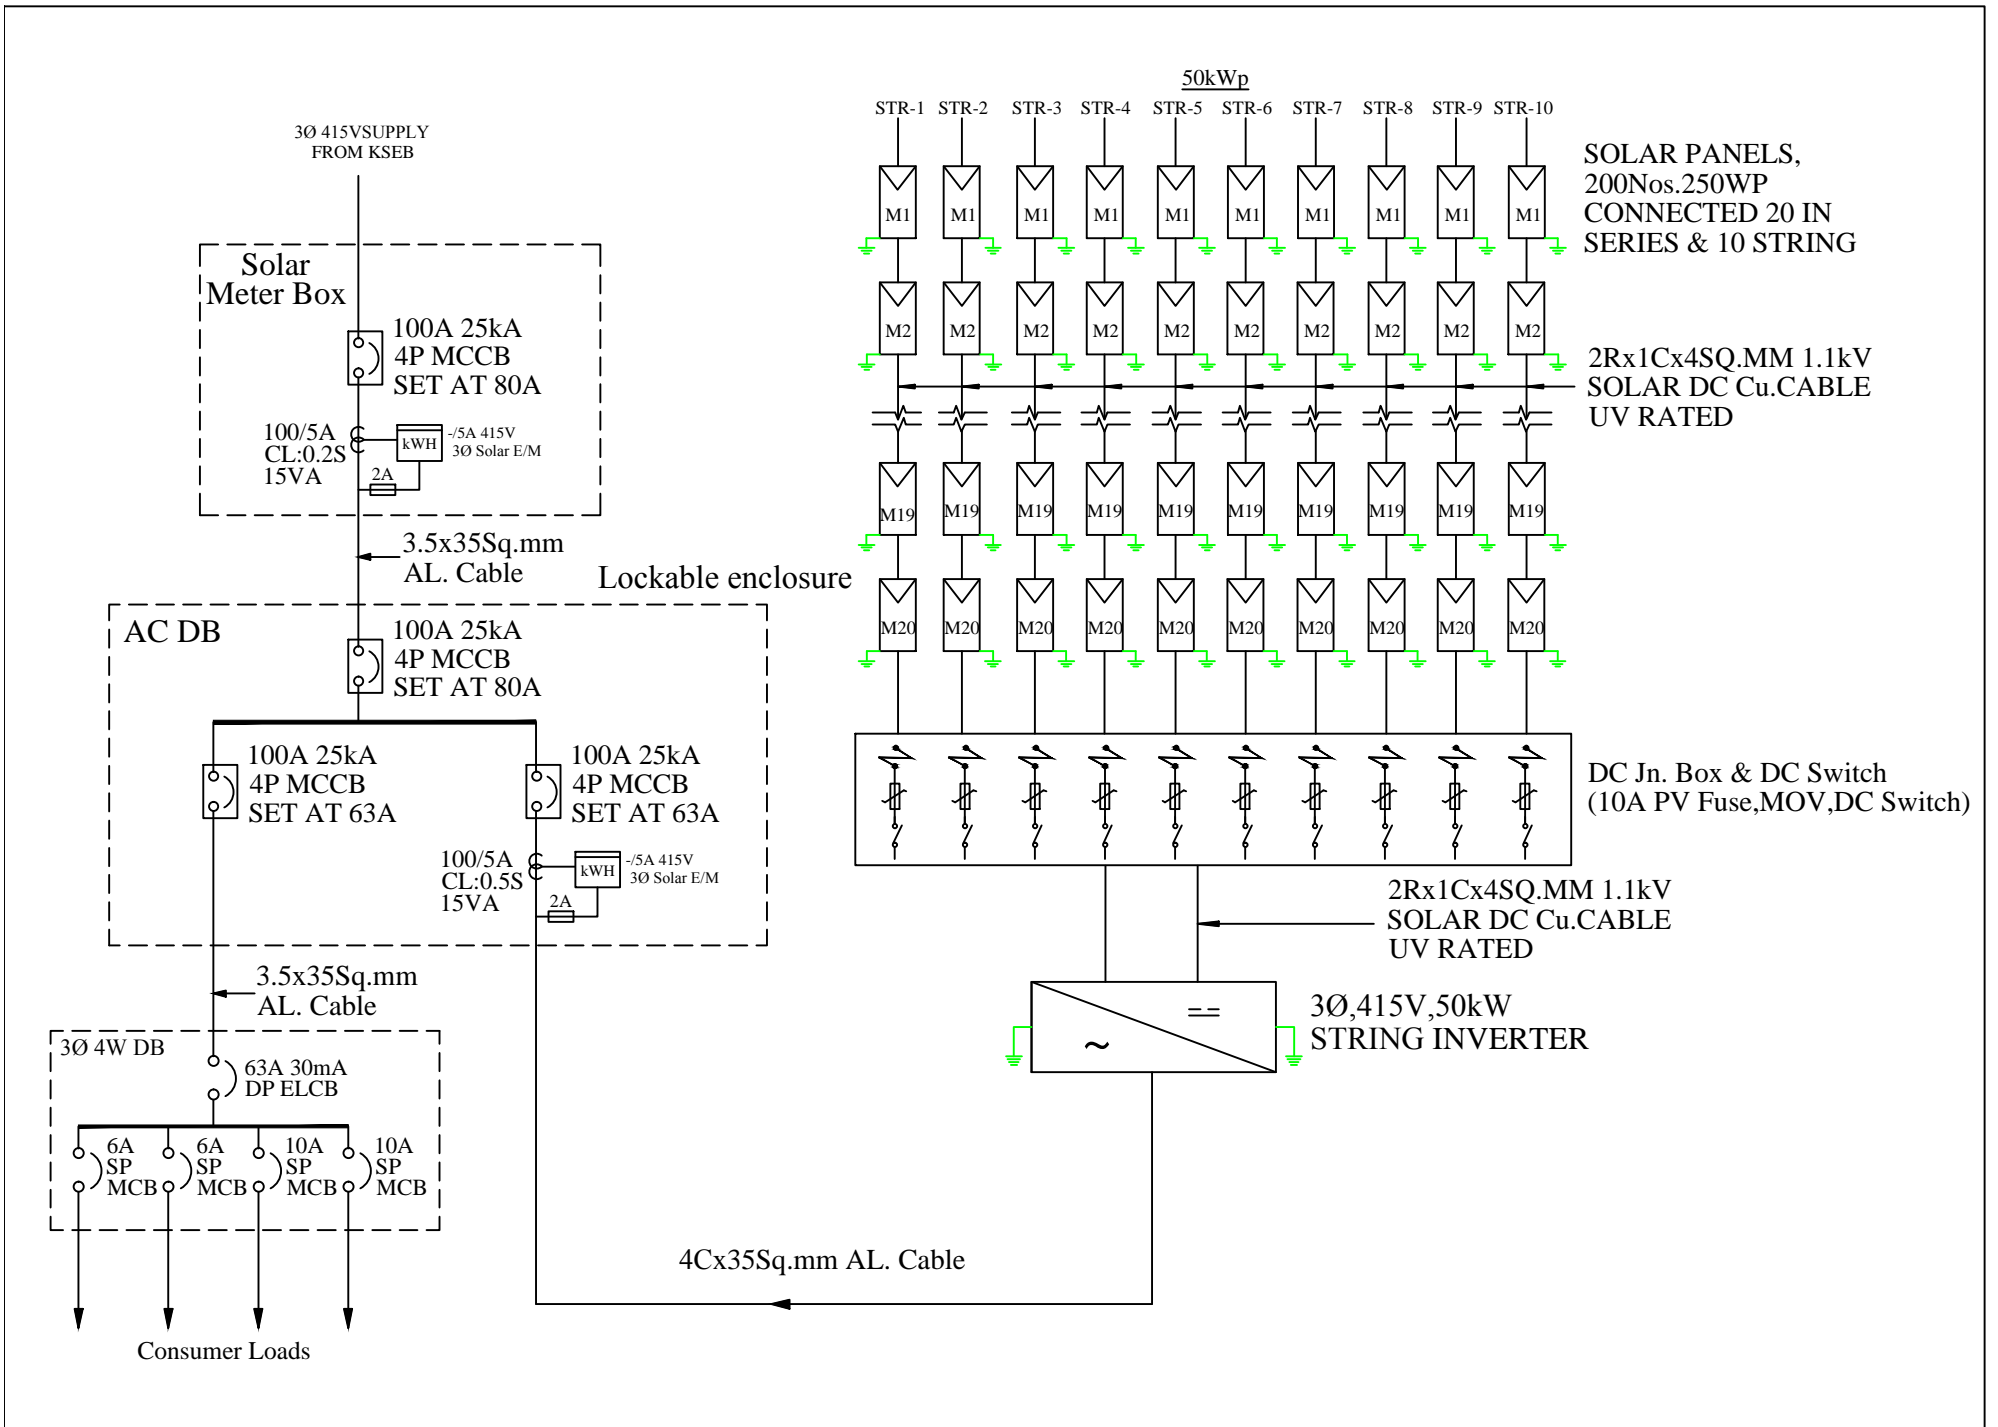 50kWp
STR-1 STR-2 STR-3 STR-4 STR-5 STR-6 STR-7 STR-8 STR-9 STR-10
3Ø 415VSUPPLY
FROM KSEB
SOLAR PANELS,
200Nos.250WP
CONNECTED 20 IN
SERIES & 10 STRING
M1 M1 M1 M1 M1 M1 M1 M1 M1 M1
M2 M2 M2 M2 M2 M2 M2 M2 M2 M2
2Rx1Cx4SQ.MM 1.1kV
SOLAR DC Cu.CABLE
UV RATED
M19 M19 M19 M19 M19 M19 M19 M19 M19 M19
M20 M20 M20 M20 M20 M20 M20 M20 M20 M20
Solar
Meter Box
100A 25kA
4P MCCB
SET AT 80A
100/5A
CL:0.2S
15VA
kWH
-/5A 415V
3Ø Solar E/M
2A
3.5x35Sq.mm
AL. Cable
Lockable enclosure
AC DB
100A 25kA
4P MCCB
SET AT 80A
100A 25kA
4P MCCB
SET AT 63A
100A 25kA
4P MCCB
SET AT 63A
100/5A
CL:0.5S
15VA
kWH
-/5A 415V
3Ø Solar E/M
2A
DC Jn. Box & DC Switch
(10A PV Fuse,MOV,DC Switch)
2Rx1Cx4SQ.MM 1.1kV
SOLAR DC Cu.CABLE
UV RATED
3Ø,415V,50kW
STRING INVERTER
~
3.5x35Sq.mm
AL. Cable
3Ø 4W DB
63A 30mA
DP ELCB
6A
SP
MCB
6A
SP
MCB
10A
SP
MCB
10A
SP
MCB
4Cx35Sq.mm AL. Cable
Consumer Loads